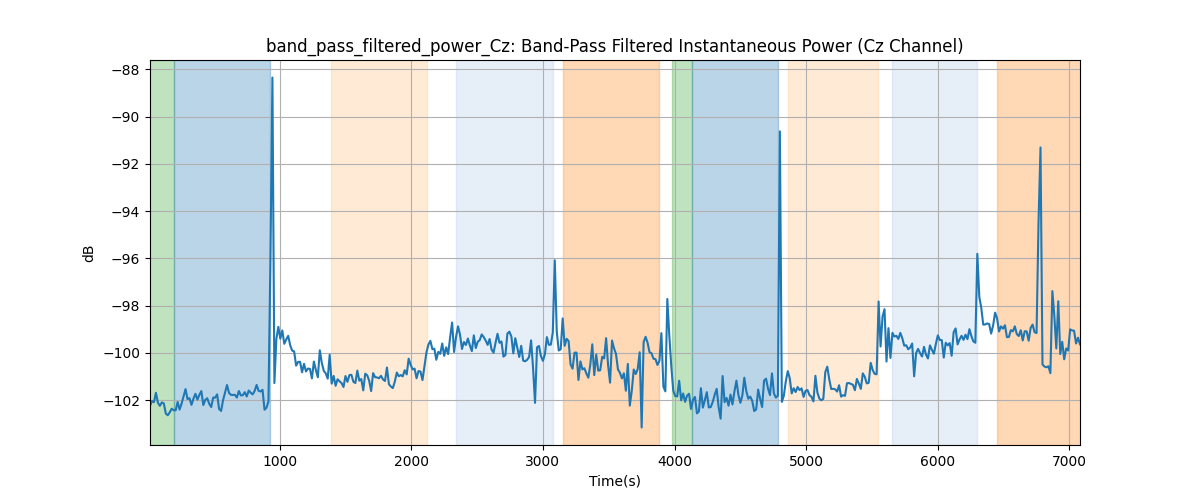 band_pass_filtered_power_Cz: Band-Pass Filtered Instantaneous Power (Cz Channel)
−88
−90
−92
−94
−96
−98
−100
−102
dB
1000 2000 3000 4000 5000 6000 7000
Time(s)